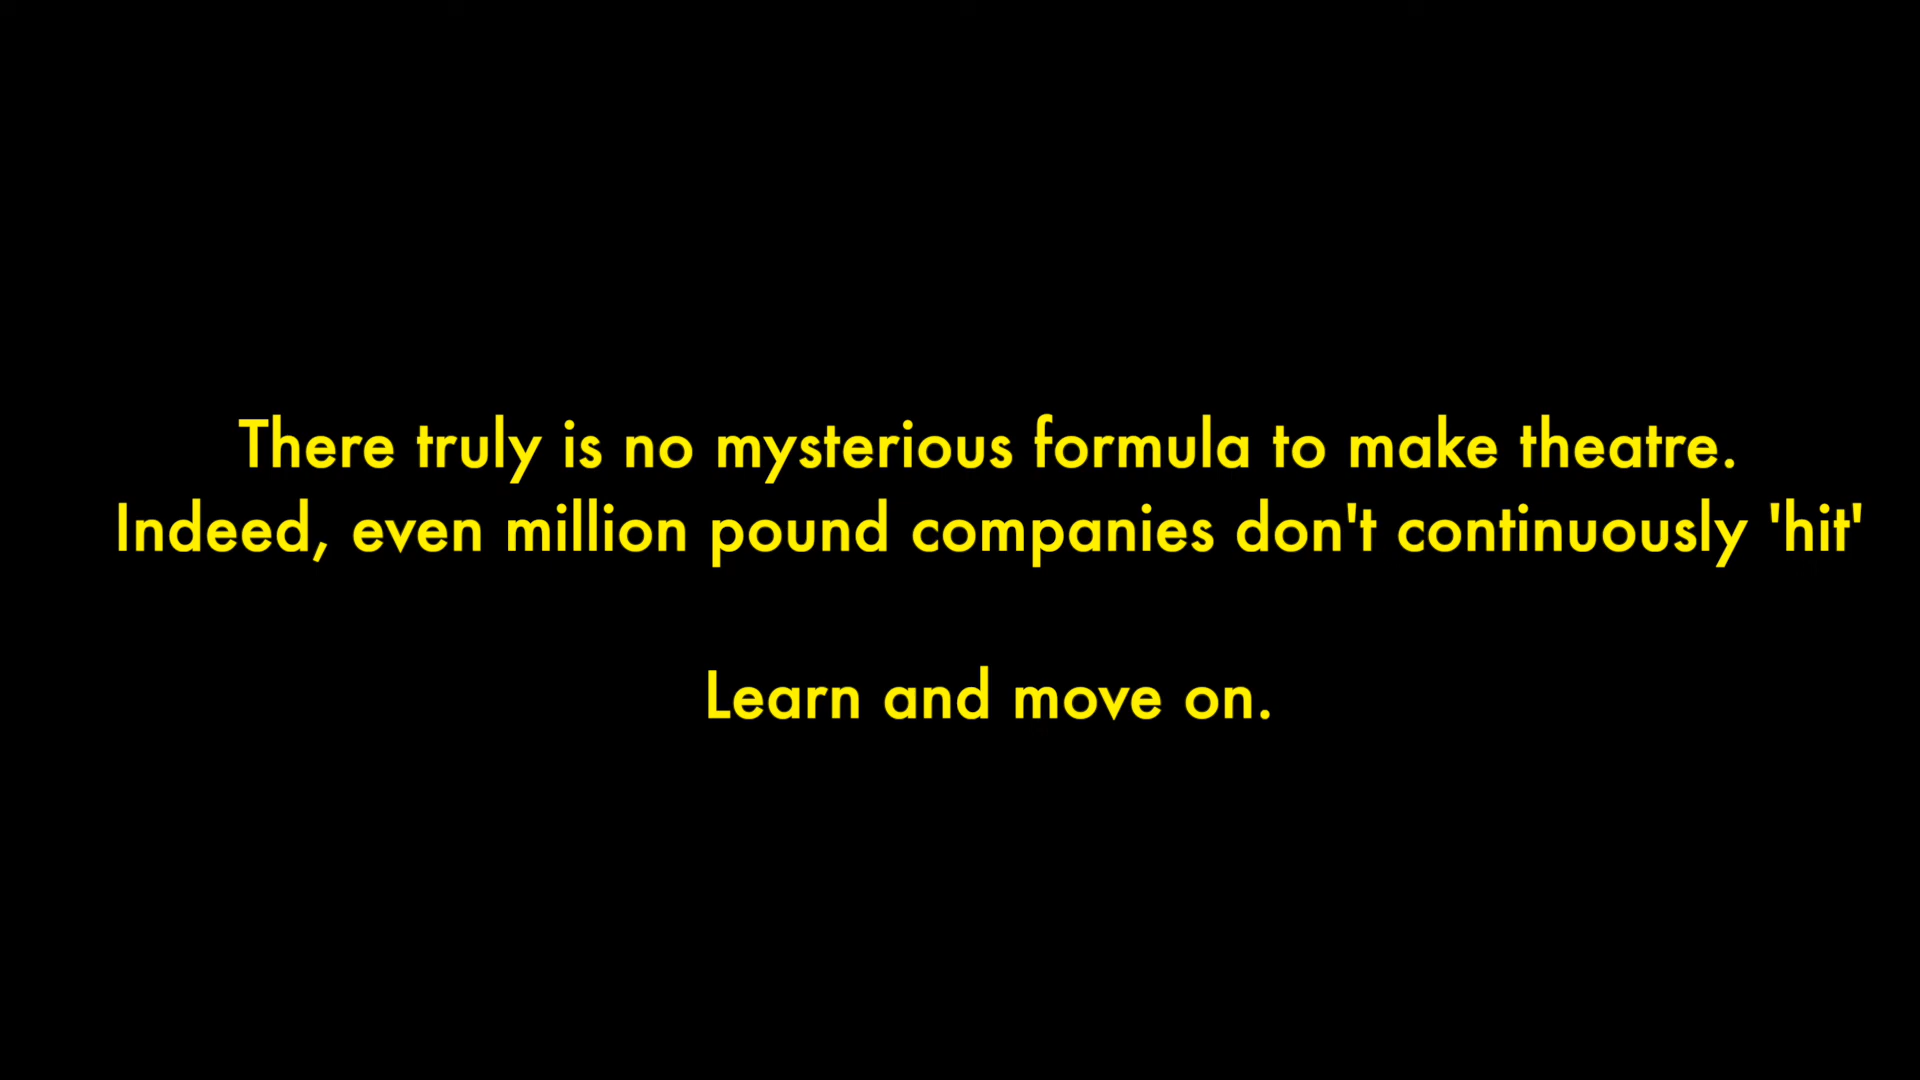 There truly is no mysterious formula to make theatre.
Indeed, even million pound companies don't continuously 'hit'
Learn and move on.